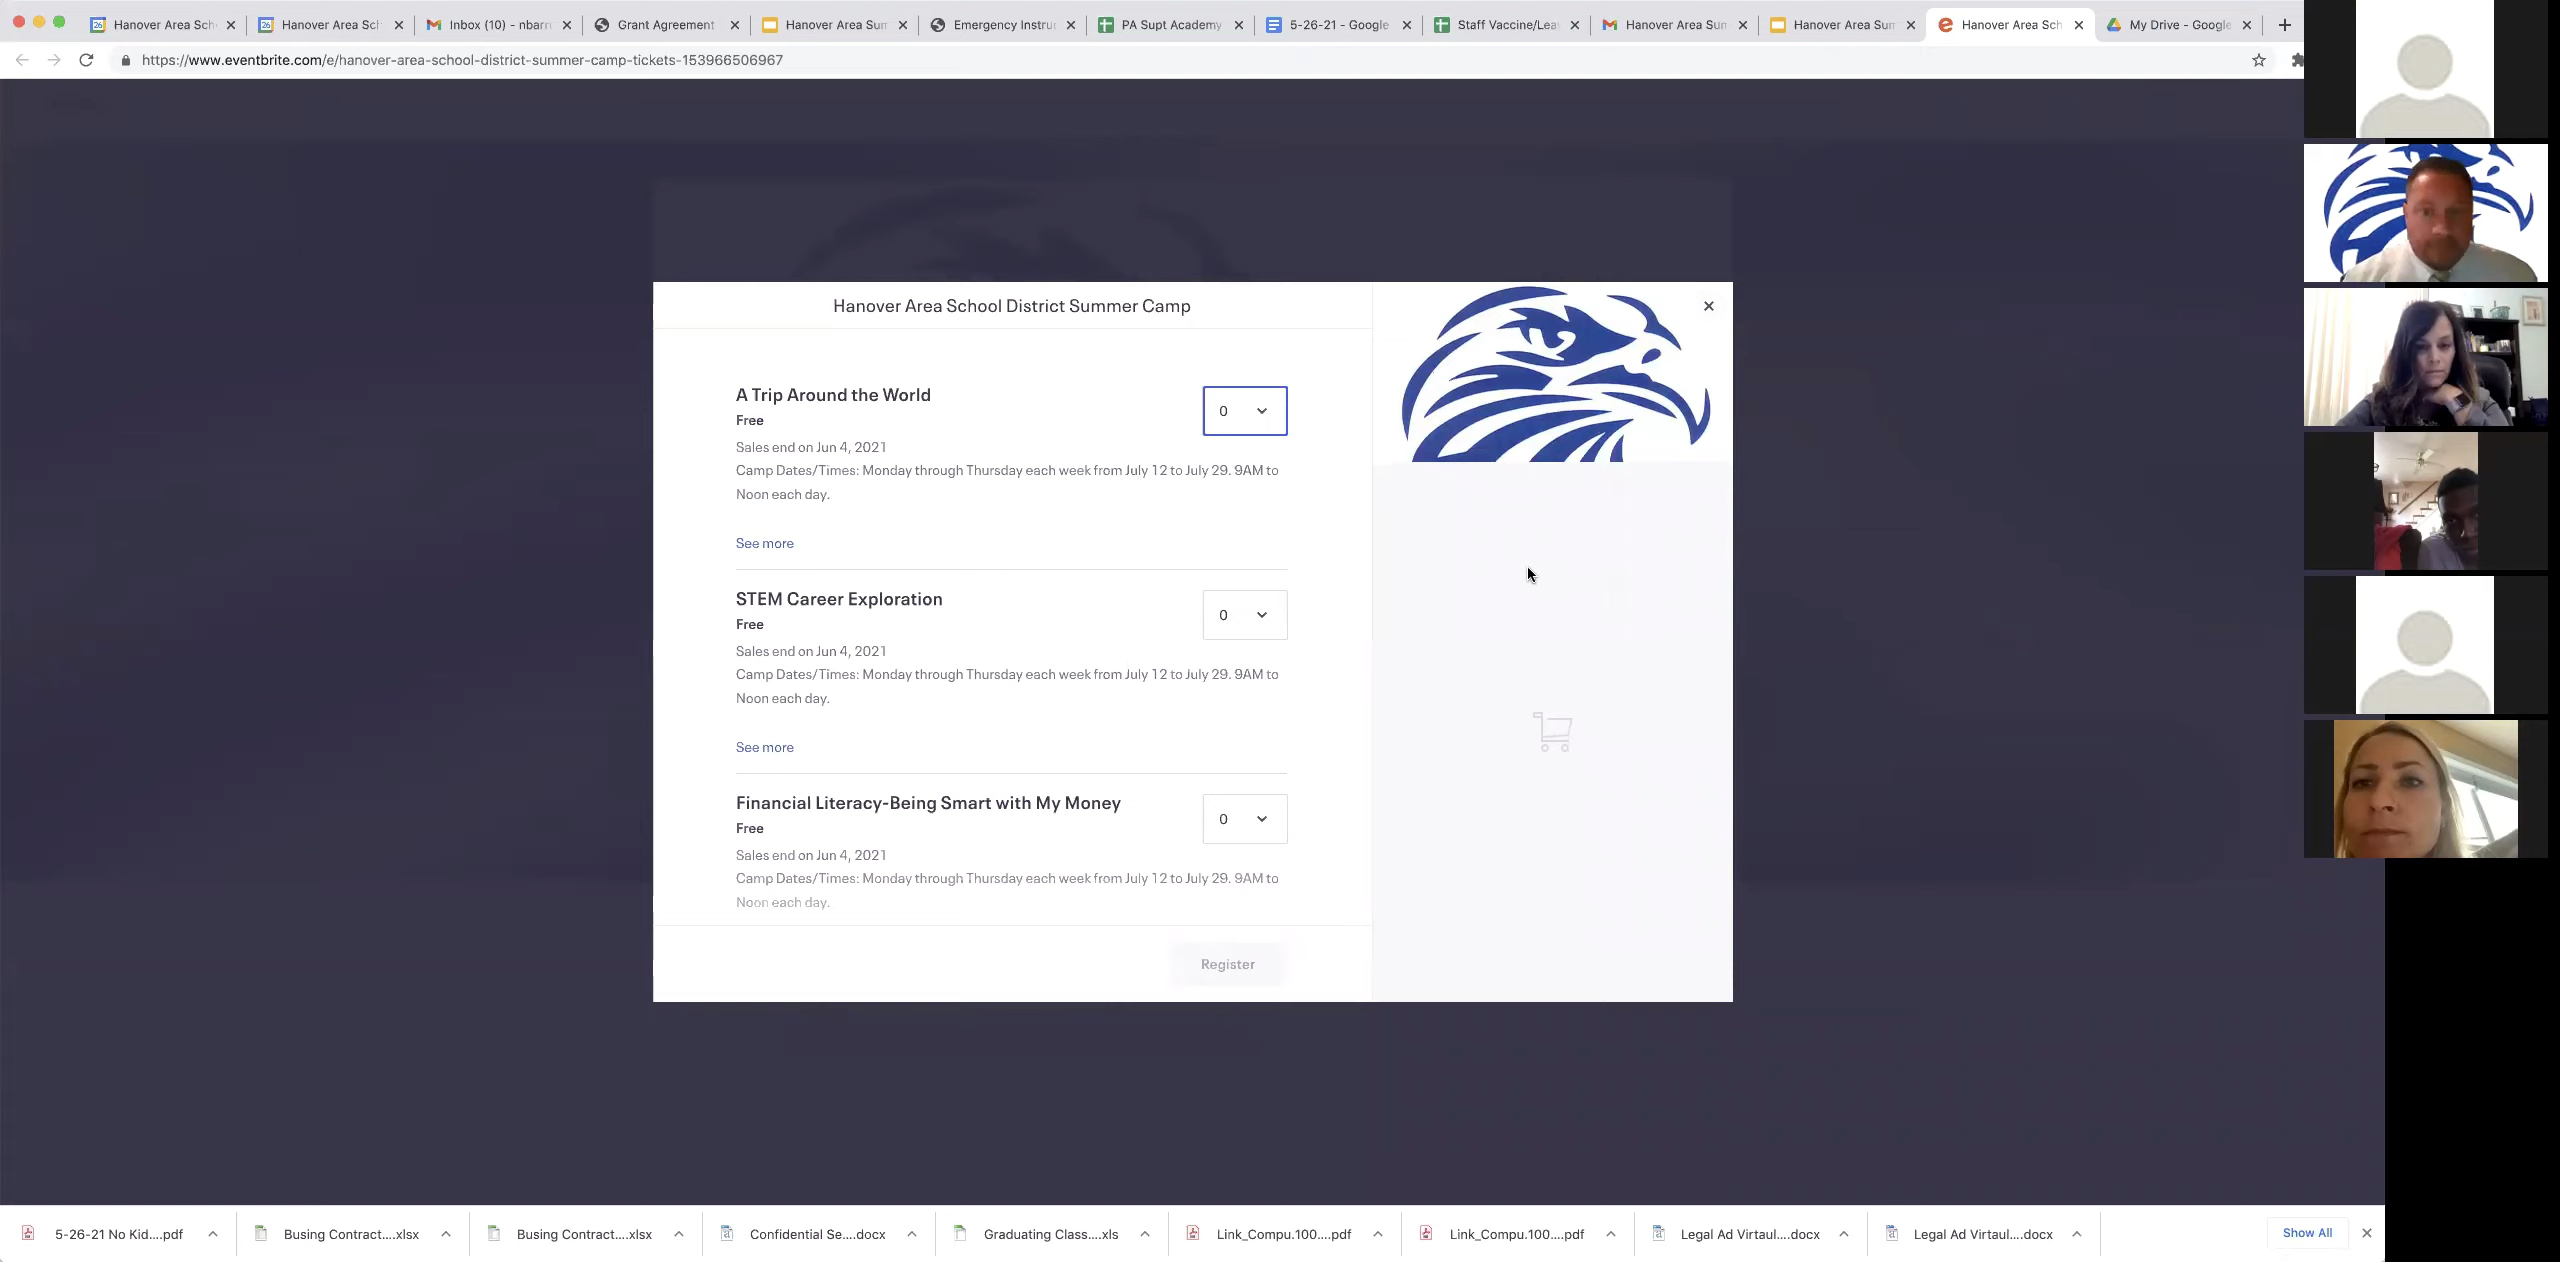 Hanover Area Sch
Hanover Area Sch
Inbox (10) - nbarr
Grant Agreement
Hanover Area Sum
Emergency Instruc
PA Supt Academy
5-26-21 - Google
Staff Vaccine/Lea
Hanover Area Sum
Hanover Area Sum
Hanover Area Sch
My Drive - Google
https://www.eventbrite.com/e/hanover-area-school-district-summer-camp-tickets-153966506967
Hanover Area School District Summer Camp
A Trip Around the World
0
Free
Sales end on Jun 4, 2021
Camp Dates/Times: Monday through Thursday each week from July 12 to July 29. 9AM to
Noon each day.
See more
STEM Career Exploration
0
Free
Sales end on Jun 4, 2021
Camp Dates/Times: Monday through Thursday each week from July 12 to July 29. 9AM to
Noon each day.
See more
Financial Literacy-Being Smart with My Money
0
Free
Sales end on Jun 4, 2021
Camp Dates/Times: Monday through Thursday each week from July 12 to July 29. 9AM to
Noon each day.
Register
5-26-21 No Kid....pdf
Busing Contract....xlsx
Busing Contract....xlsx
Confidential Se....docx
Graduating Class....xls
Link_Compu.100....pdf
Link_Compu.100....pdf
Legal Ad Virtaul....docx
Legal Ad Virtaul....docx
Show All